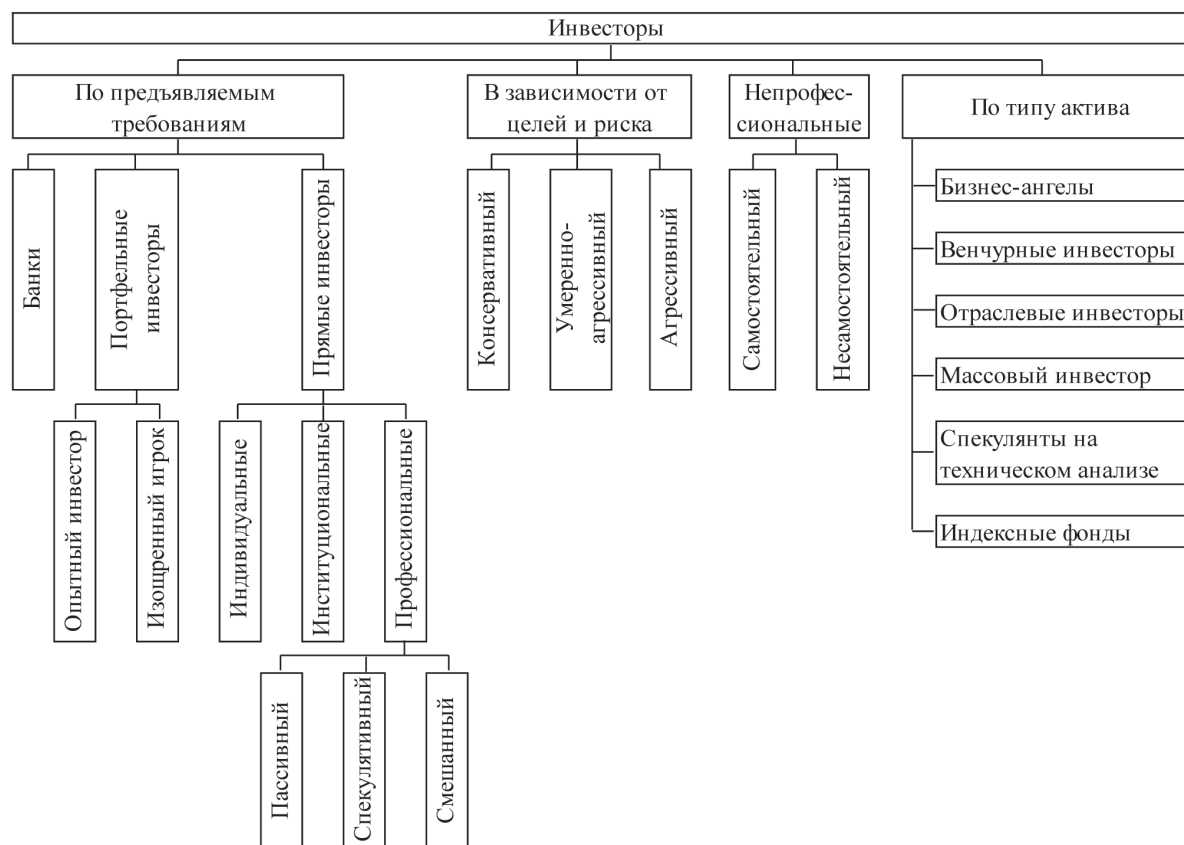 Инвесторы
По предъявляемым
требованиям
В зависимости от
целей и риска
Непрофес-
сиональные
По типу актива
Банки
Портфельные
инвесторы
Прямые инвесторы
Консервативный
Умеренно-
агрессивный
Агрессивный
Самостоятельный
Несамостоятельный
Бизнес-ангелы
Венчурные инвесторы
Отраслевые инвесторы
Массовый инвестор
Спекулянты на
техническом анализе
Индексные фонды
Опытный инвестор
Изощренный игрок
Индивидуальные
Институциональные
Профессиональные
Пассивный
Спекулятивный
Смешанный